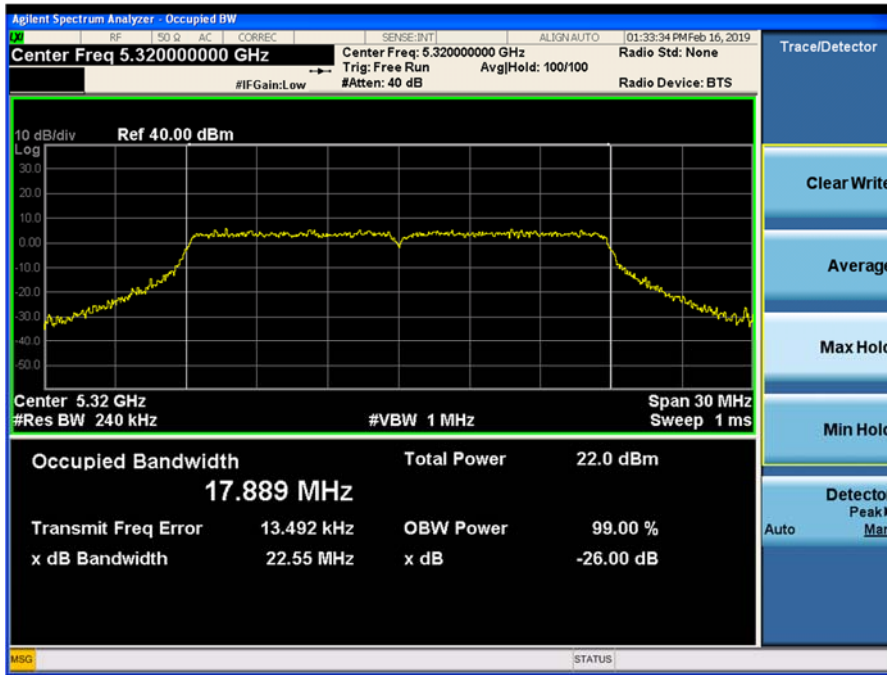 Agilent Spectrum Analyzer - Occupied BW
LXI RF 50 Ω AC CORREC SENSE:INT ALIGN AUTO 01:33:34 PM Feb 16, 2019
Center Freq 5.320000000 GHz
Center Freq: 5.320000000 GHz
Radio Std: None
Trig: Free Run Avg|Hold: 100/100
#IFGain:Low
#Atten: 40 dB
Radio Device: BTS
10 dB/div Ref 40.00 dBm
Log
30.0
20.0
10.0
0.00
-10.0
-20.0
-30.0
-40.0
-50.0
Center 5.32 GHz Span 30 MHz
#Res BW 240 kHz #VBW 1 MHz Sweep 1 ms
Occupied Bandwidth Total Power 22.0 dBm
17.889 MHz
Transmit Freq Error 13.492 kHz OBW Power 99.00 %
x dB Bandwidth 22.55 MHz x dB -26.00 dB
MSG STATUS
Trace/Detector
Clear Write
Average
Max Hold
Min Hold
Detector
Peak
Auto Man